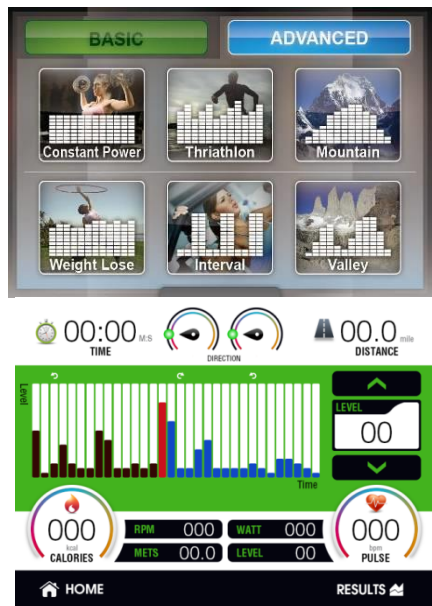 BASIC ADVANCED
Constant Power Thriathlon Mountain
Weight Lose Interval Valley
00:00 M:S 00.0 mile
TIME DIRECTION DISTANCE
Level
LEVEL
00
Time
000 RPM 000 WATT 000 000
kcal bpm
CALORIES METS 00.0 LEVEL 00 PULSE
HOME RESULTS